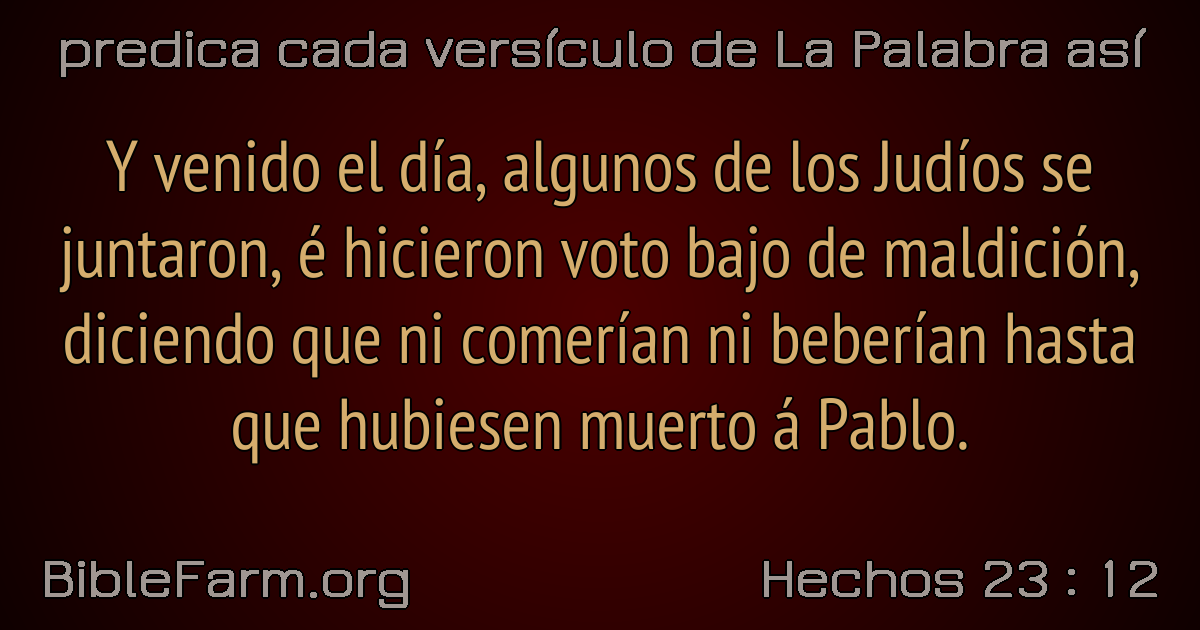 predica cada versículo de La Palabra así
Y venido el día, algunos de los Judíos se
juntaron, é hicieron voto bajo de maldición,
diciendo que ni comerían ni beberían hasta
que hubiesen muerto á Pablo.
BibleFarm.org
Hechos 23 : 12